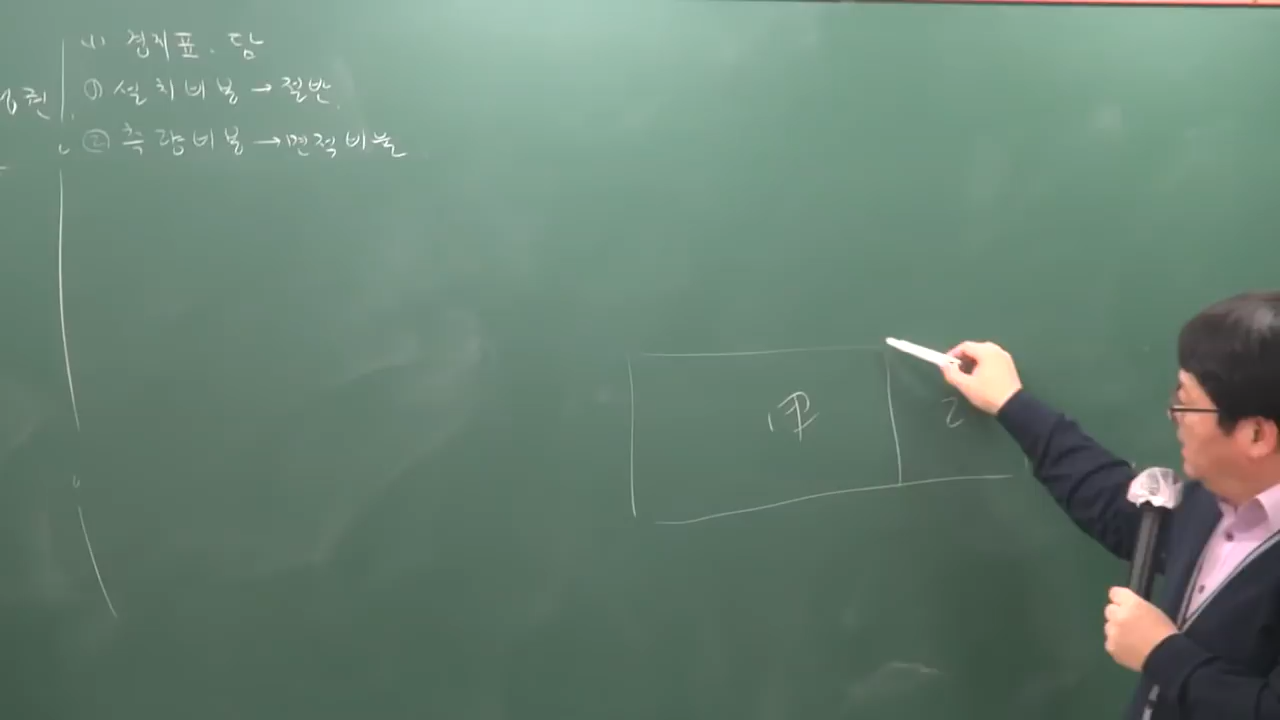 (1) 경계표, 담
① 설치비용 → 절반.
② 측량비용 → 면적비율
권
甲
乙